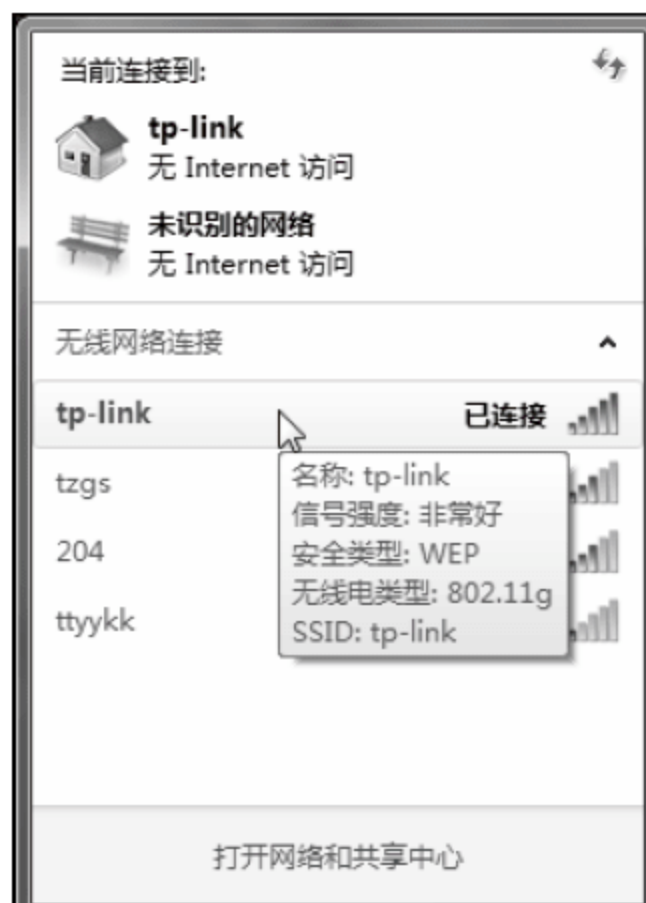 当前连接到:
tp-link
无 Internet 访问
未识别的网络
无 Internet 访问
无线网络连接
tp-link 已连接
tzgs
204
ttyykk
名称: tp-link
信号强度: 非常好
安全类型: WEP
无线电类型: 802.11g
SSID: tp-link
打开网络和共享中心